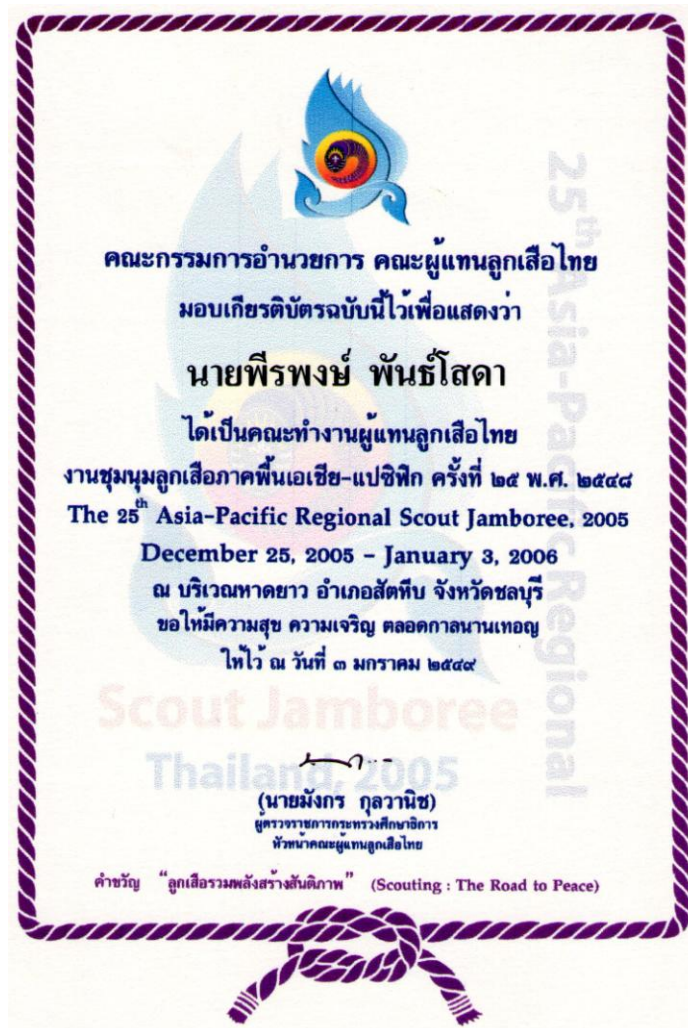 คณะกรรมการอำนวยการ คณะผู้แทนลูกเสือไทย
มอบเกียรติบัตรฉบับนี้ไว้เพื่อแสดงว่า
นายพีรพงษ์ พันธ์โสดา
ได้เป็นคณะทำงานผู้แทนลูกเสือไทย
งานชุมนุมลูกเสือภาคพื้นเอเชีย-แปซิฟิก ครั้งที่ ๒๕ พ.ศ. ๒๕๔๘
The 25th Asia-Pacific Regional Scout Jamboree, 2005
December 25, 2005 - January 3, 2006
ณ บริเวณหาดยาว อำเภอสัตหีบ จังหวัดชลบุรี
ขอให้มีความสุข ความเจริญ ตลอดกาลนานเทอญ
ให้ไว้ ณ วันที่ ๓ มกราคม ๒๕๔๙
(นายมังกร กุลวานิช)
ผู้ตรวจราชการกระทรวงศึกษาธิการ
หัวหน้าคณะผู้แทนลูกเสือไทย
คำขวัญ "ลูกเสือรวมพลังสร้างสันติภาพ" (Scouting : The Road to Peace)
25th Asia-Pacific Regional
Scout Jamboree
Thailand, 2005